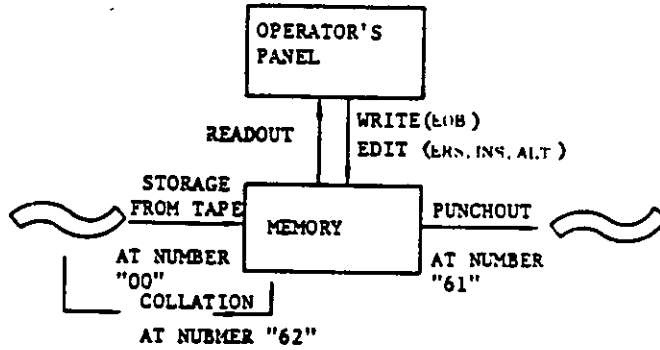 OPERATOR'S
PANEL
READOUT
WRITE(EOB)
EDIT (ERS,INS,ALT)
STORAGE
FROM TAPE
MEMORY
PUNCHOUT
AT NUMBER
"00"
AT NUMBER
"61"
COLLATION
AT NUBMER "62"